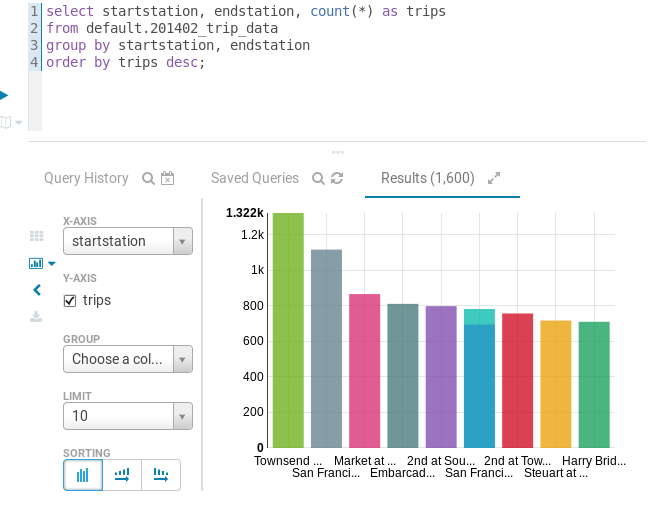 1 select startstation, endstation, count(*) as trips
2 from default.201402_trip_data
3 group by startstation, endstation
4 order by trips desc;
Query History
Saved Queries
Results (1,600)
X-AXIS
startstation
Y-AXIS
trips
GROUP
Choose a col...
LIMIT
10
SORTING
1.322k
1.2k
1k
800
600
400
200
0
Townsend ... Market at ... 2nd at Sou... 2nd at Tow... Harry Brid...
San Franci... Embarcad... San Franci... Steuart at ...